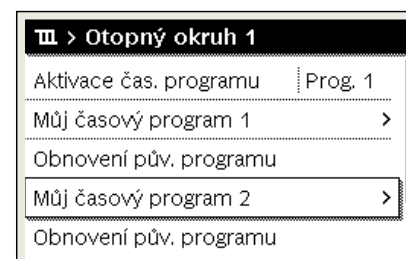 > Otopný okruh 1
Aktivace čas. programu Prog. 1
Můj časový program 1 >
Obnovení pův. programu
Můj časový program 2 >
Obnovení pův. programu